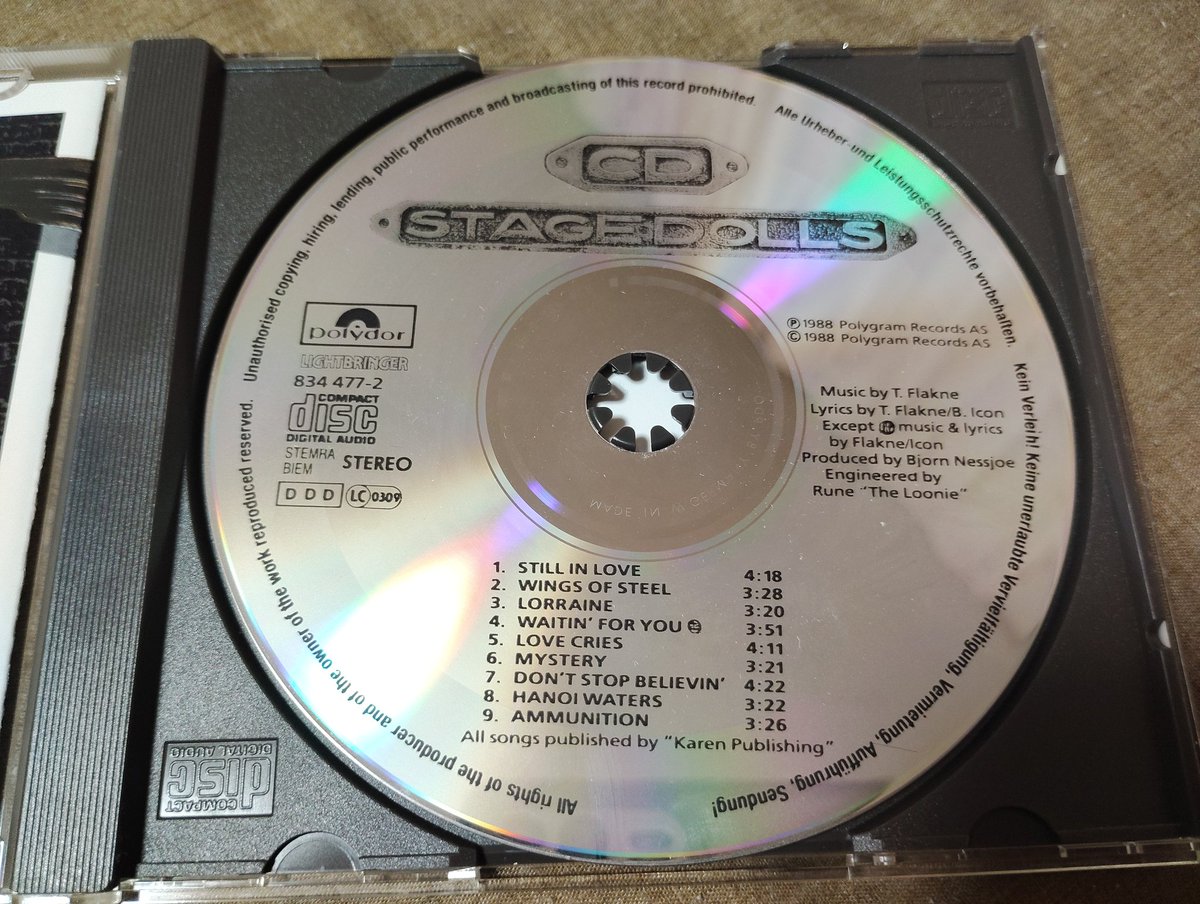 CD
STAGE DOLLS
Unauthorised copying, hiring, lending, public performance and broadcasting of this record prohibited.
Alle Urheber- und Leistungsschutzrechte vorbehalten.
Kein Verleih! Keine unerlaubte Vervielfältigung, Vermietung, Aufführung, Sendung!
All rights of the producer and of the owner of the work reproduced reserved.
polydor
LIGHTBRINGER
834 477-2
COMPACT
disc
DIGITAL AUDIO
STEMRA
BIEM STEREO
DDD LC 0309
℗ 1988 Polygram Records AS
© 1988 Polygram Records AS
Music by T. Flakne
Lyrics by T. Flakne/B. Icon
Except music & lyrics
by Flakne/Icon
Produced by Bjorn Nessjoe
Engineered by
Rune "The Loonie"
MADE IN W.
1. STILL IN LOVE 4:18
2. WINGS OF STEEL 3:28
3. LORRAINE 3:20
4. WAITIN' FOR YOU 3:51
5. LOVE CRIES 4:11
6. MYSTERY 3:21
7. DON'T STOP BELIEVIN' 4:22
8. HANOI WATERS 3:22
9. AMMUNITION 3:26
All songs published by "Karen Publishing"
COMPACT
disc
DIGITAL AUDIO